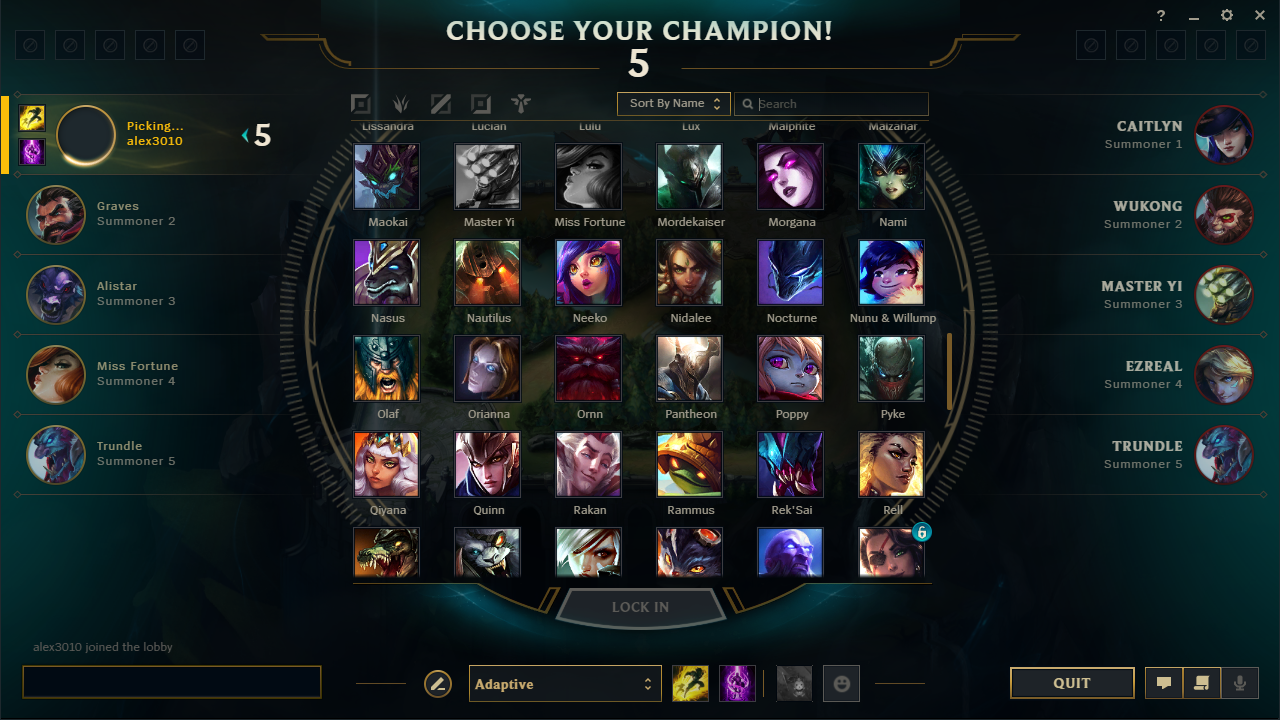 CHOOSE YOUR CHAMPION!
5
?
Sort By Name
Search
Picking...
alex3010
5
Graves
Summoner 2
Alistar
Summoner 3
Miss Fortune
Summoner 4
Trundle
Summoner 5
Lissandra Lucian Lulu Lux Malphite Malzahar
Maokai Master Yi Miss Fortune Mordekaiser Morgana Nami
Nasus Nautilus Neeko Nidalee Nocturne Nunu & Willump
Olaf Orianna Ornn Pantheon Poppy Pyke
Qiyana Quinn Rakan Rammus Rek'Sai Rell
6
CAITLYN
Summoner 1
WUKONG
Summoner 2
MASTER YI
Summoner 3
EZREAL
Summoner 4
TRUNDLE
Summoner 5
LOCK IN
alex3010 joined the lobby
Adaptive
QUIT